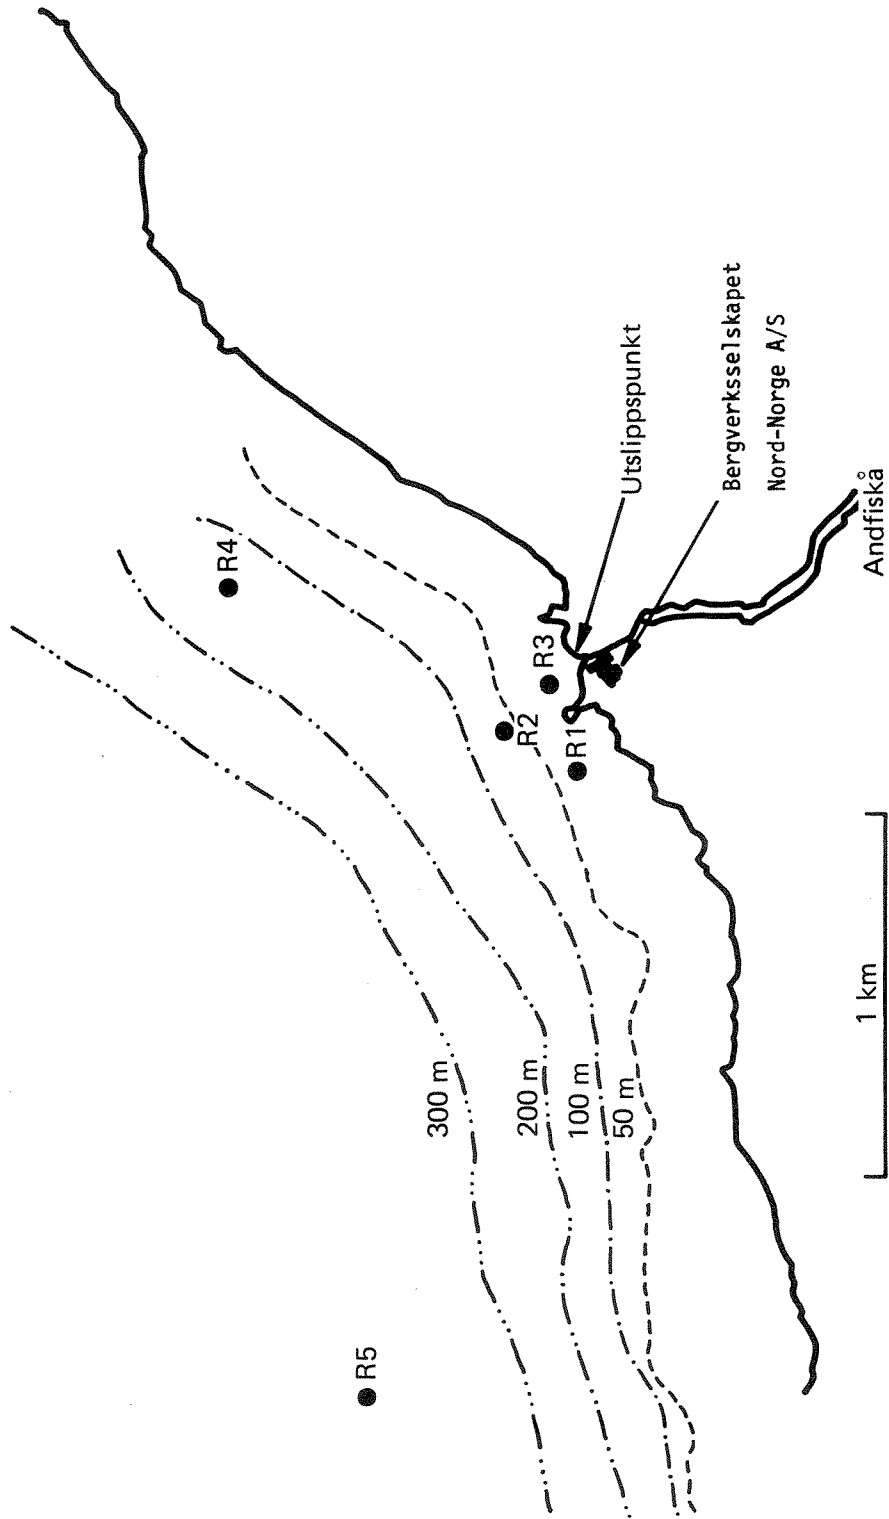 R4
R3
R2
R1
R5
Utslippspunkt
Bergverksselskapet
Nord-Norge A/S
Andfiskå
300 m
200 m
100 m
50 m
1 km